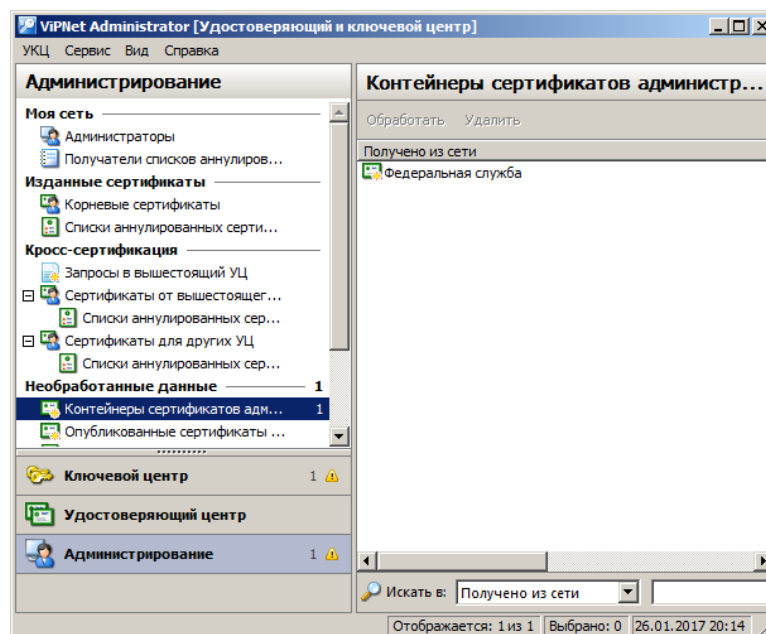 ViPNet Administrator [Удостоверяющий и ключевой центр]
УКЦ Сервис Вид Справка
Администрирование
Моя сеть
Администраторы
Получатели списков аннулиров...
Изданные сертификаты
Корневые сертификаты
Списки аннулированных серти...
Кросс-сертификация
Запросы в вышестоящий УЦ
Сертификаты от вышестоящег...
Списки аннулированных сер...
Сертификаты для других УЦ
Списки аннулированных сер...
Необработанные данные 1
Контейнеры сертификатов адм... 1
Опубликованные сертификаты ...
Ключевой центр 1
Удостоверяющий центр
Администрирование 1
Контейнеры сертификатов администр...
Обработать Удалить
Получено из сети
Федеральная служба
Искать в: Получено из сети
Отображается: 1 из 1 Выбрано: 0 26.01.2017 20:14